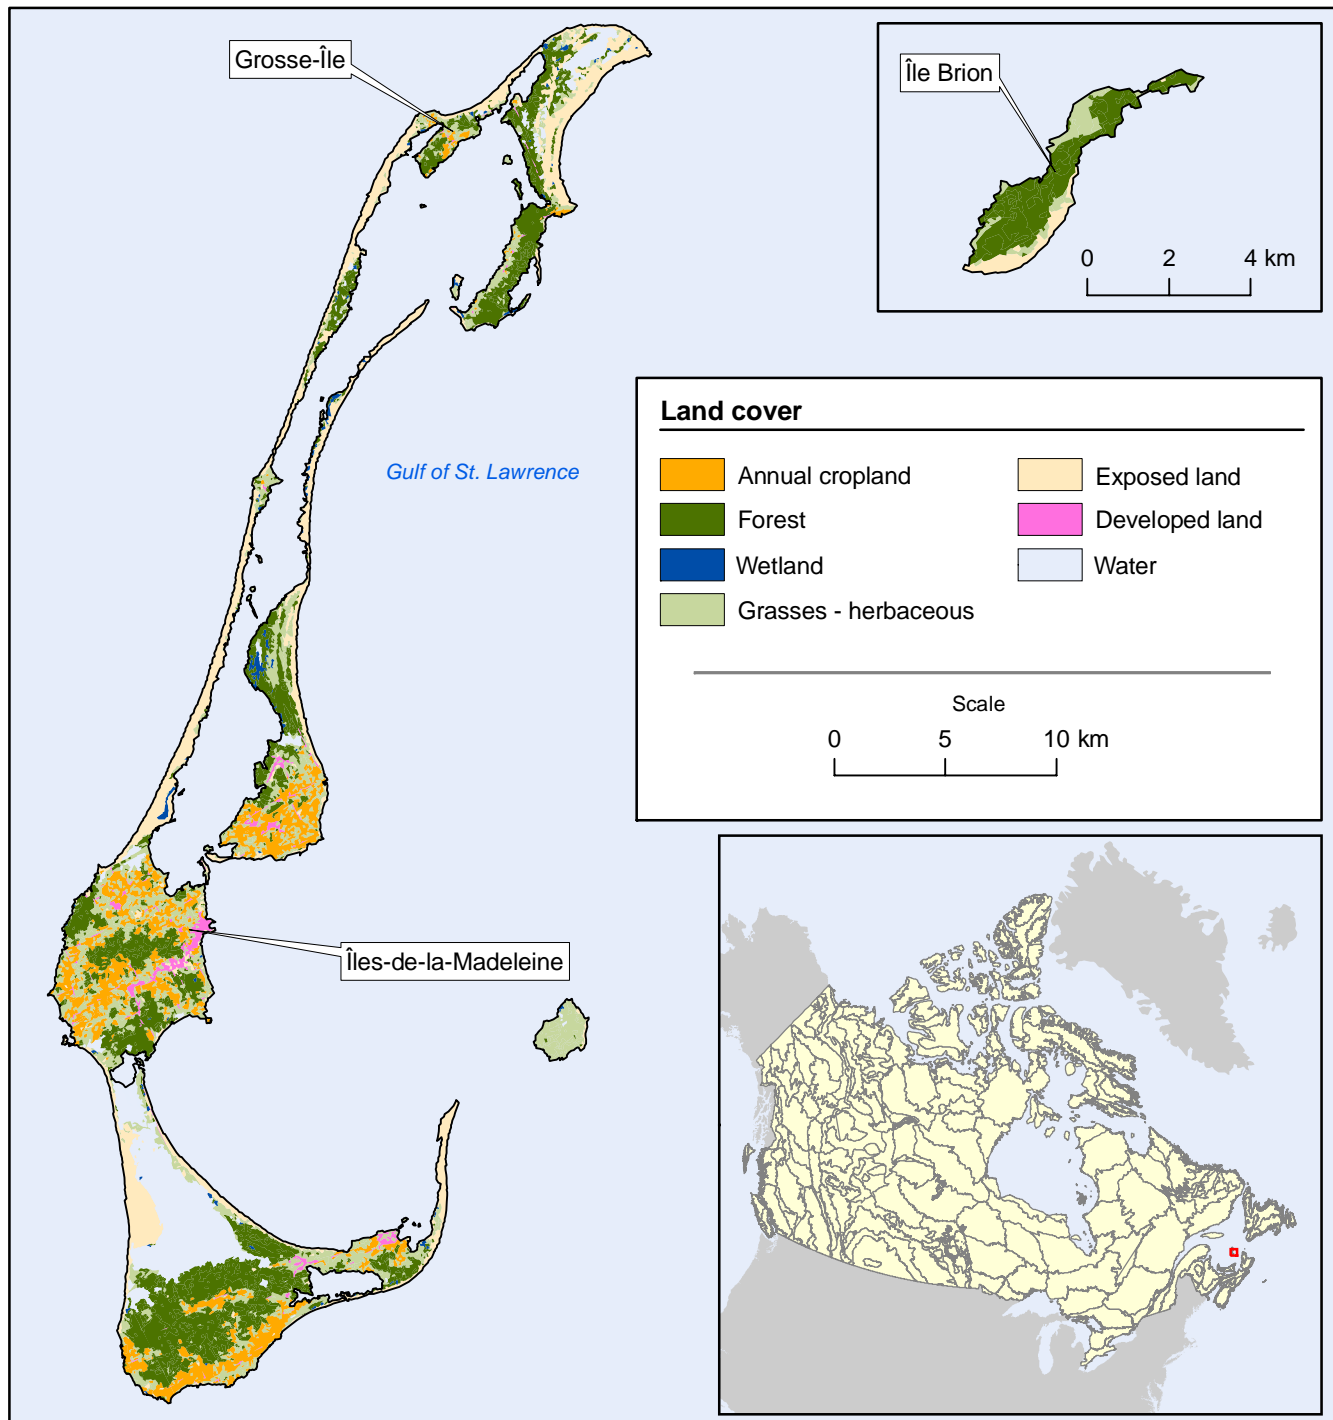 Grosse-Île
Île Brion
0 2 4 km
Gulf of St. Lawrence
Land cover
Annual cropland
Forest
Wetland
Grasses - herbaceous
Exposed land
Developed land
Water
Scale
0 5 10 km
Îles-de-la-Madeleine